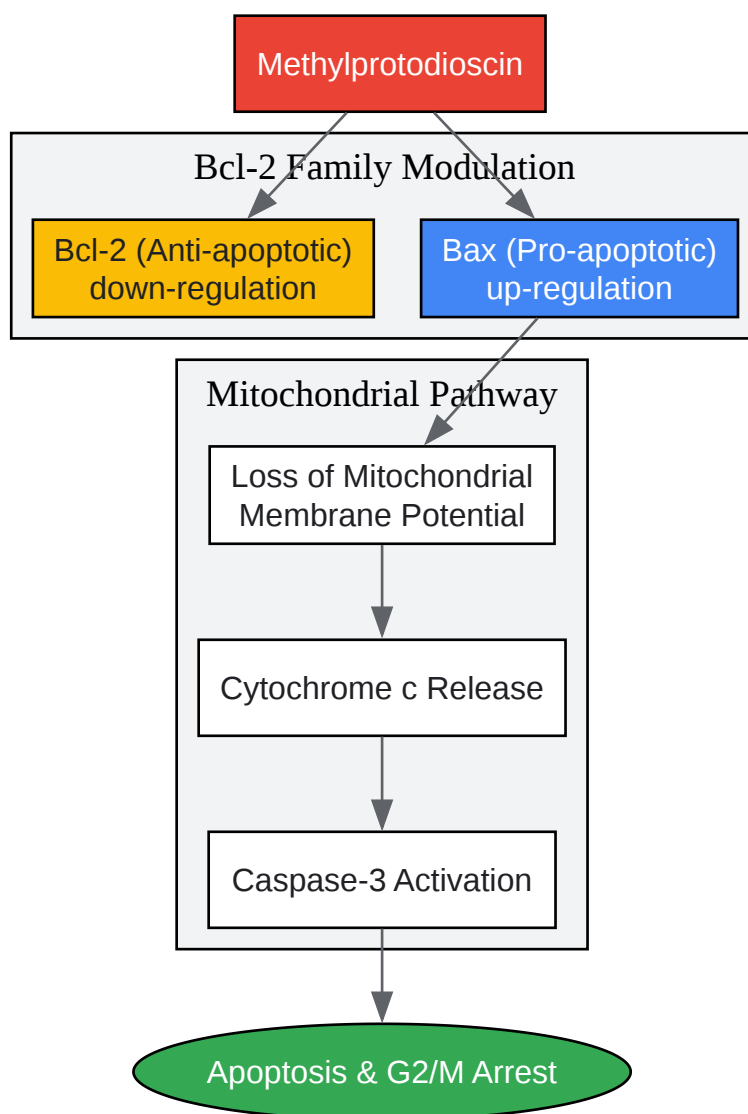 Methylprotodioscin
Bcl-2 Family Modulation
Bcl-2 (Anti-apoptotic)
down-regulation
Bax (Pro-apoptotic)
up-regulation
Mitochondrial Pathway
Loss of Mitochondrial
Membrane Potential
Cytochrome c Release
Caspase-3 Activation
Apoptosis & G2/M Arrest